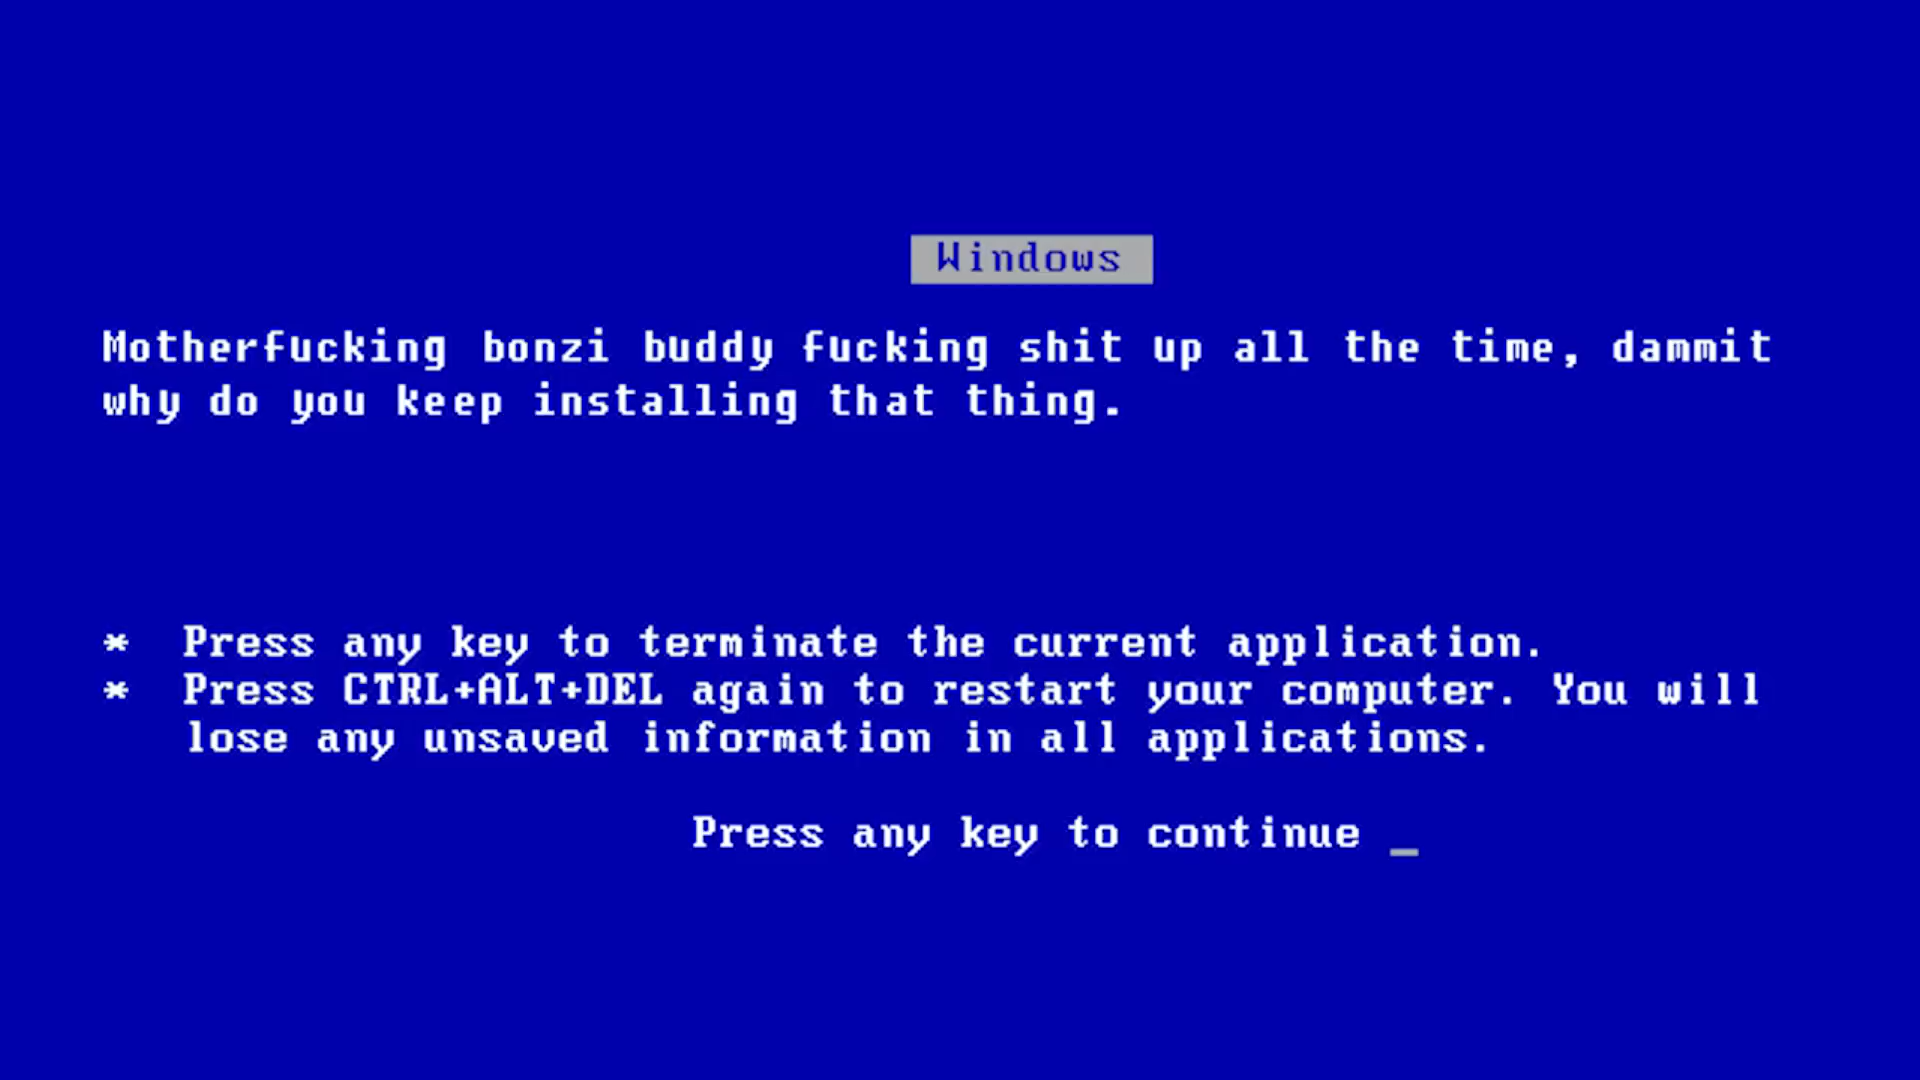 Windows
Motherfucking bonzi buddy fucking shit up all the time, dammit
why do you keep installing that thing.
* Press any key to terminate the current application.
* Press CTRL+ALT+DEL again to restart your computer. You will
lose any unsaved information in all applications.
Press any key to continue _